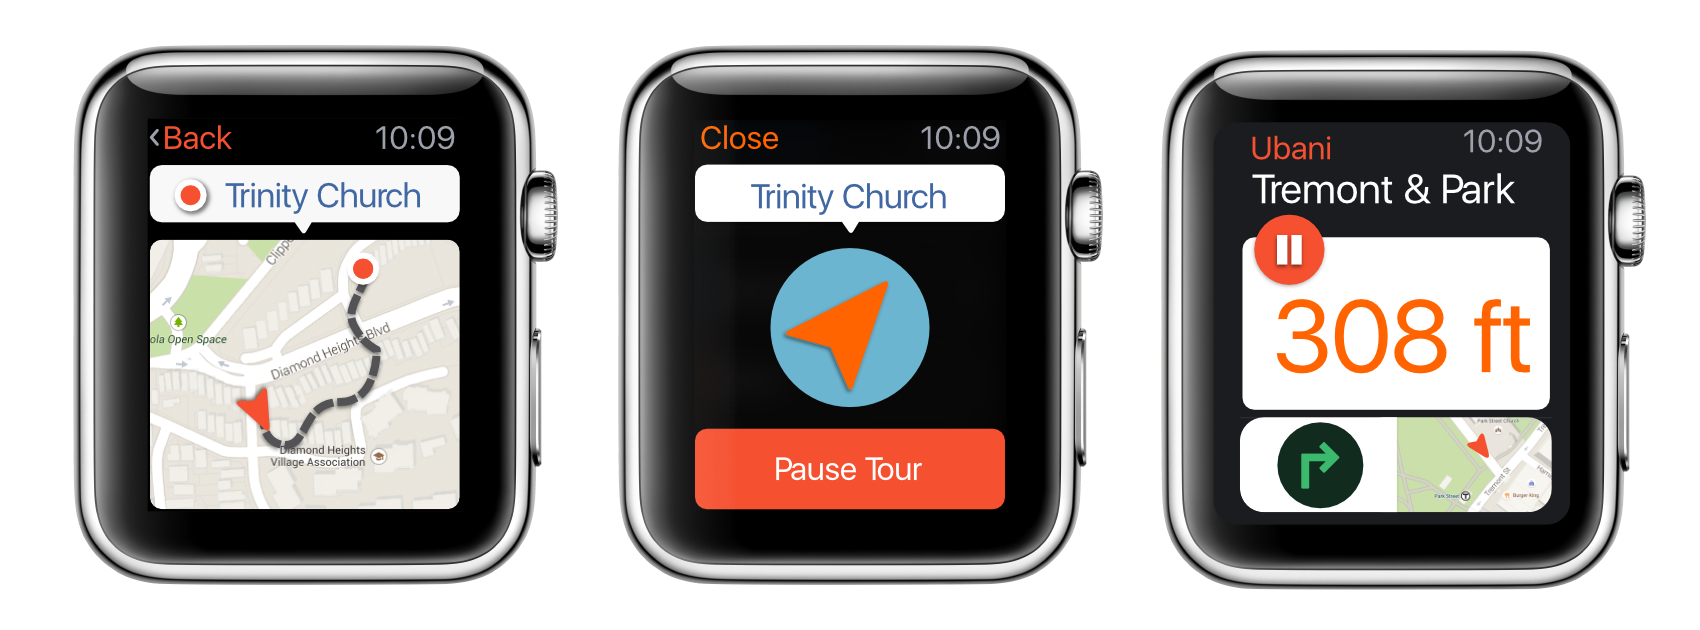 Back 10:09
Trinity Church
Clippe
Diamond Heights Blvd
ola Open Space
Diamond Heights
Village Association
Close 10:09
Trinity Church
Pause Tour
Ubani 10:09
Tremont & Park
308 ft
Park Street Church
Tremont St
Park Street
Burger King